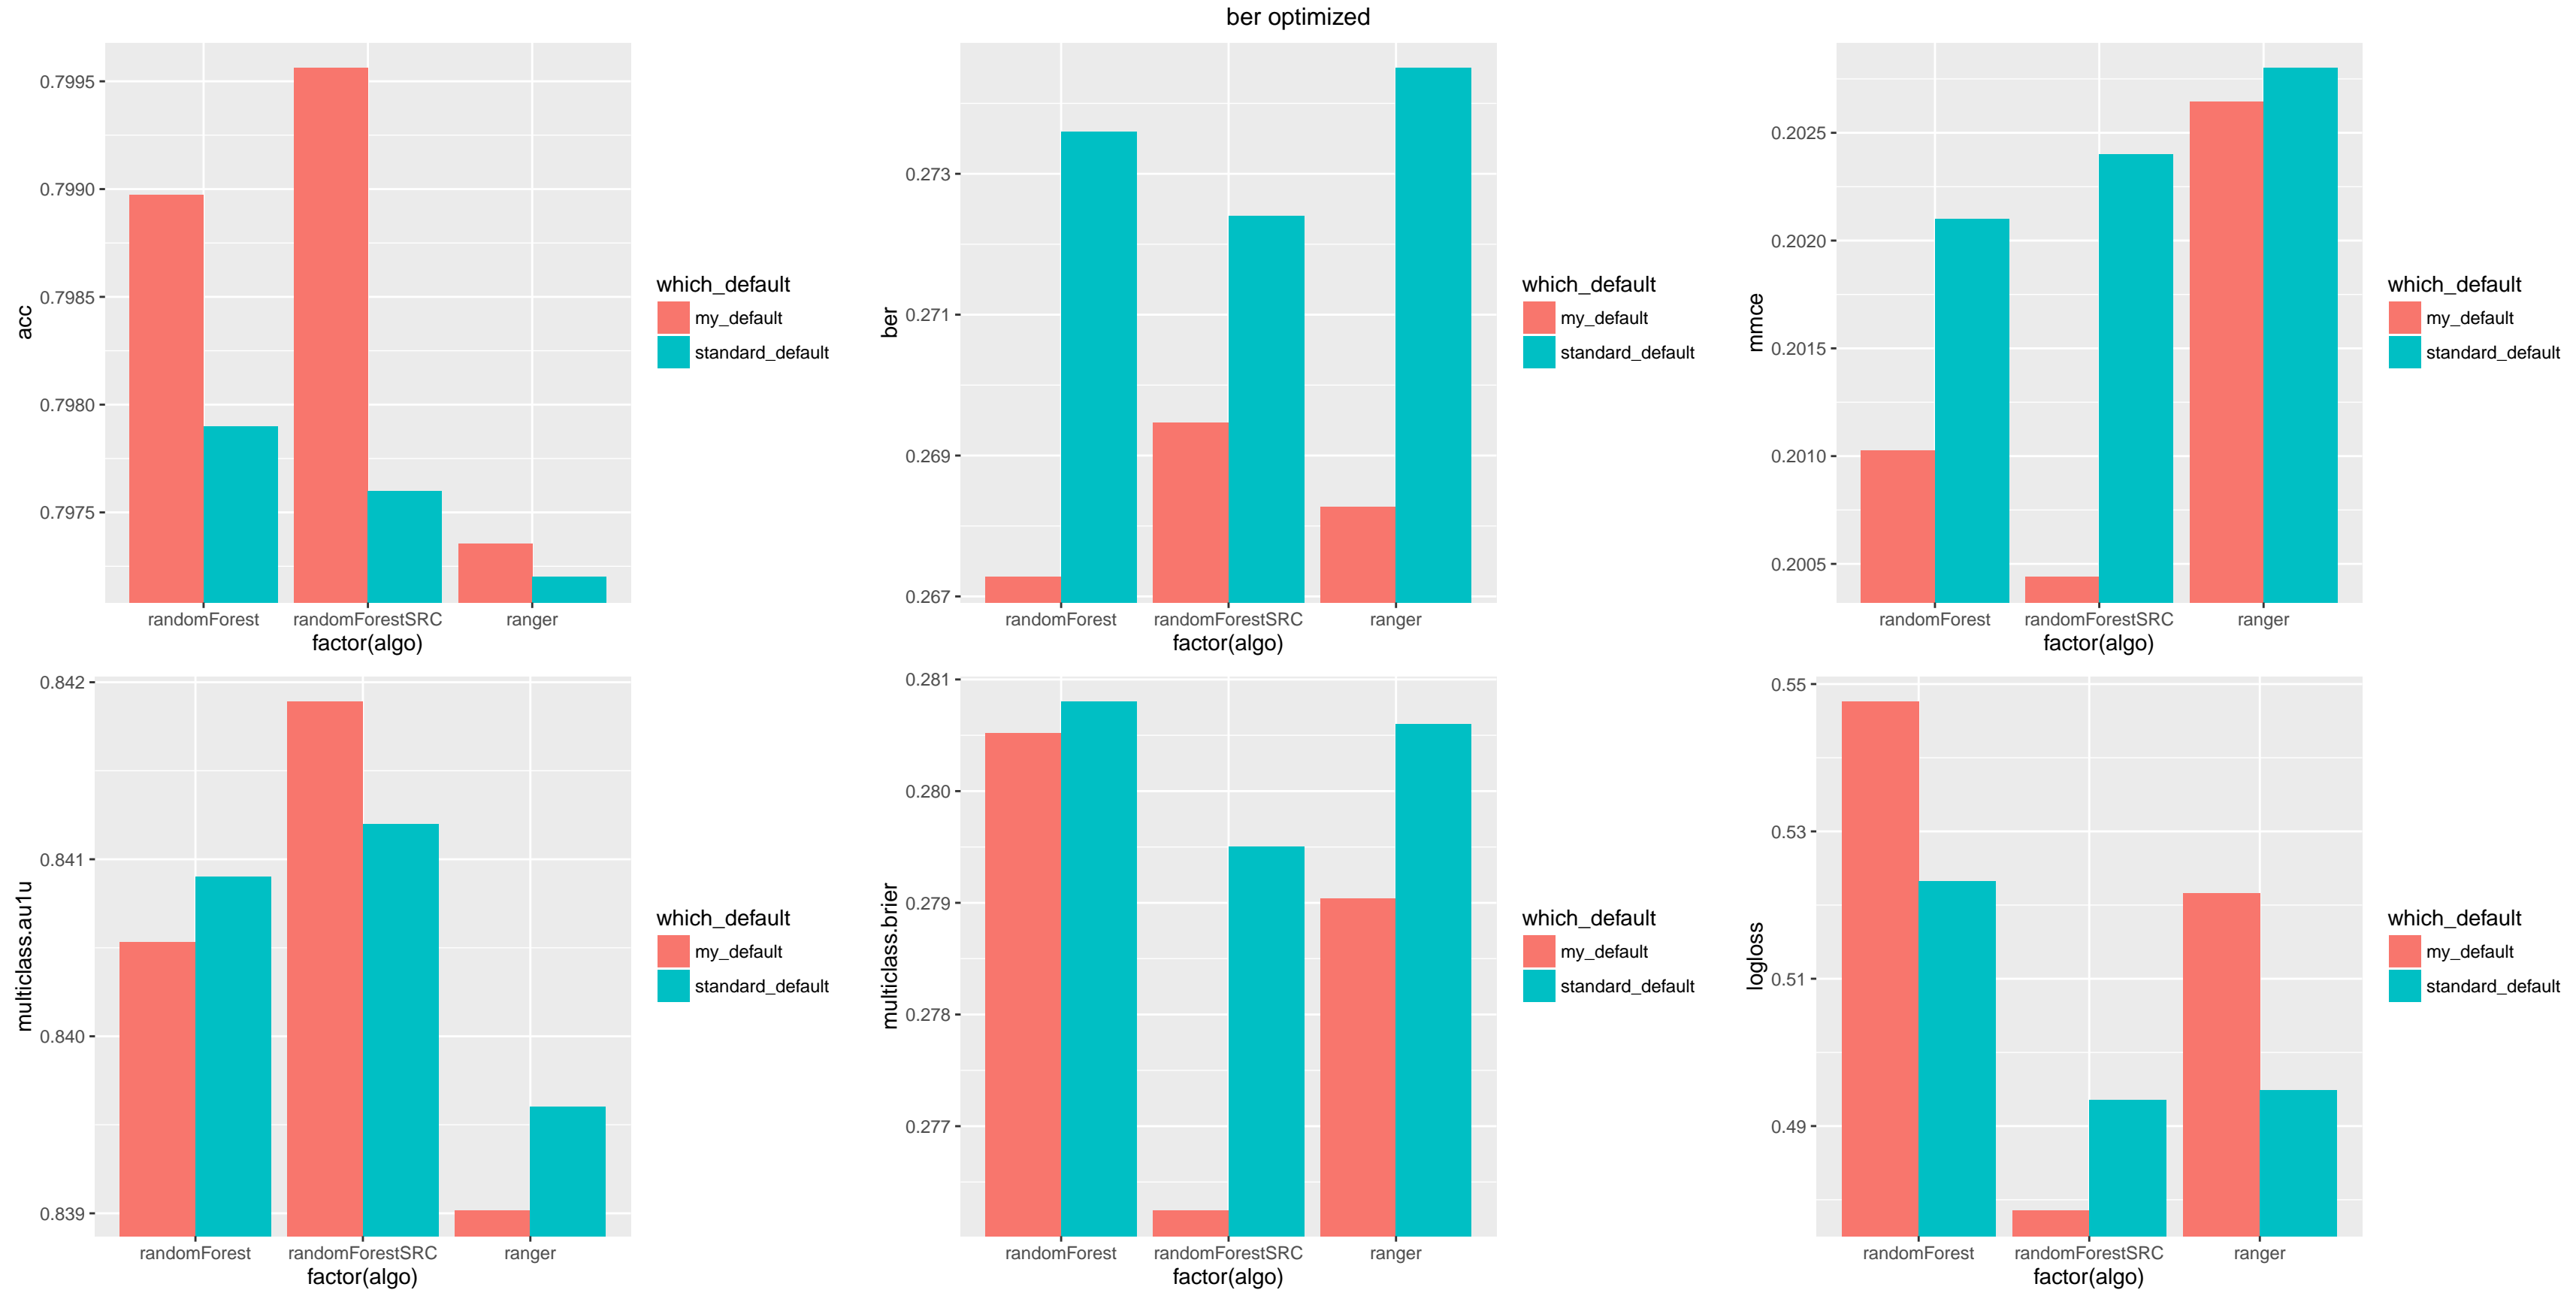 ber optimized
acc
0.7995
0.7990
0.7985
0.7980
0.7975
randomForest randomForestSRC ranger
factor(algo)
which_default
my_default
standard_default
ber
0.273
0.271
0.269
0.267
randomForest randomForestSRC ranger
factor(algo)
which_default
my_default
standard_default
mmce
0.2025
0.2020
0.2015
0.2010
0.2005
randomForest randomForestSRC ranger
factor(algo)
which_default
my_default
standard_default
multiclass.au1u
0.842
0.841
0.840
0.839
randomForest randomForestSRC ranger
factor(algo)
which_default
my_default
standard_default
multiclass.brier
0.281
0.280
0.279
0.278
0.277
randomForest randomForestSRC ranger
factor(algo)
which_default
my_default
standard_default
logloss
0.55
0.53
0.51
0.49
randomForest randomForestSRC ranger
factor(algo)
which_default
my_default
standard_default